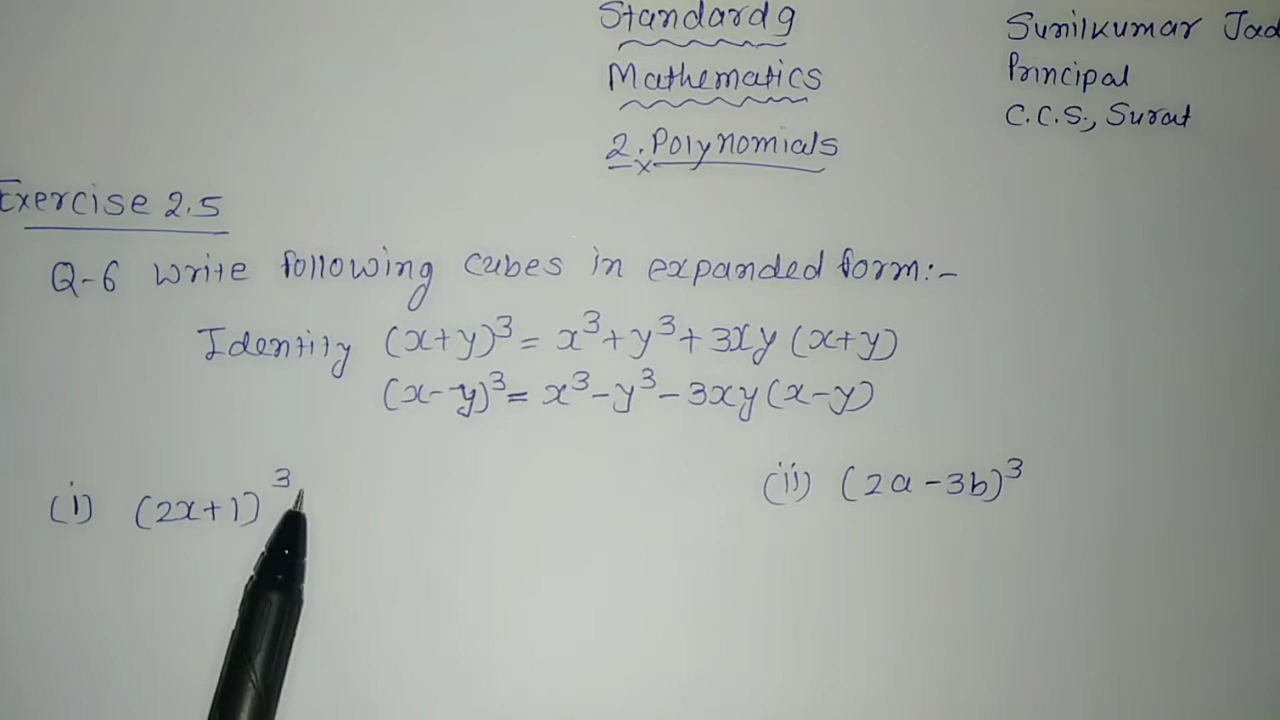 Standard 9
Mathematics
2. Polynomials
Sunilkumar Jad
Principal
C.C.S., Surat
Exercise 2.5
Q-6 Write following cubes in expanded form:-
Identity (x+y)³ = x³+y³+3xy(x+y)
(x-y)³ = x³-y³-3xy(x-y)
(i) (2x+1)³
(ii) (2a-3b)³